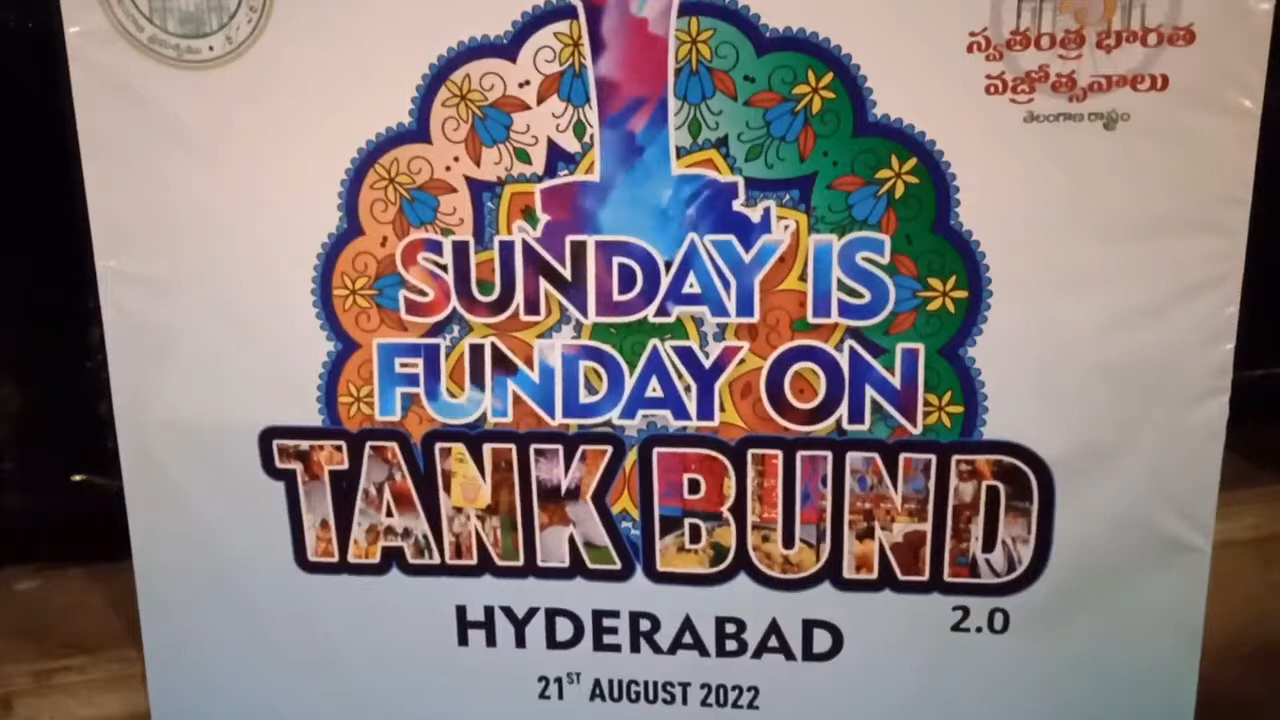 స్వతంత్ర భారత
వజ్రోత్సవాలు
తెలంగాణ రాష్ట్రం
SUNDAY IS
FUNDAY ON
TANK BUND
2.0
HYDERABAD
21ST AUGUST 2022